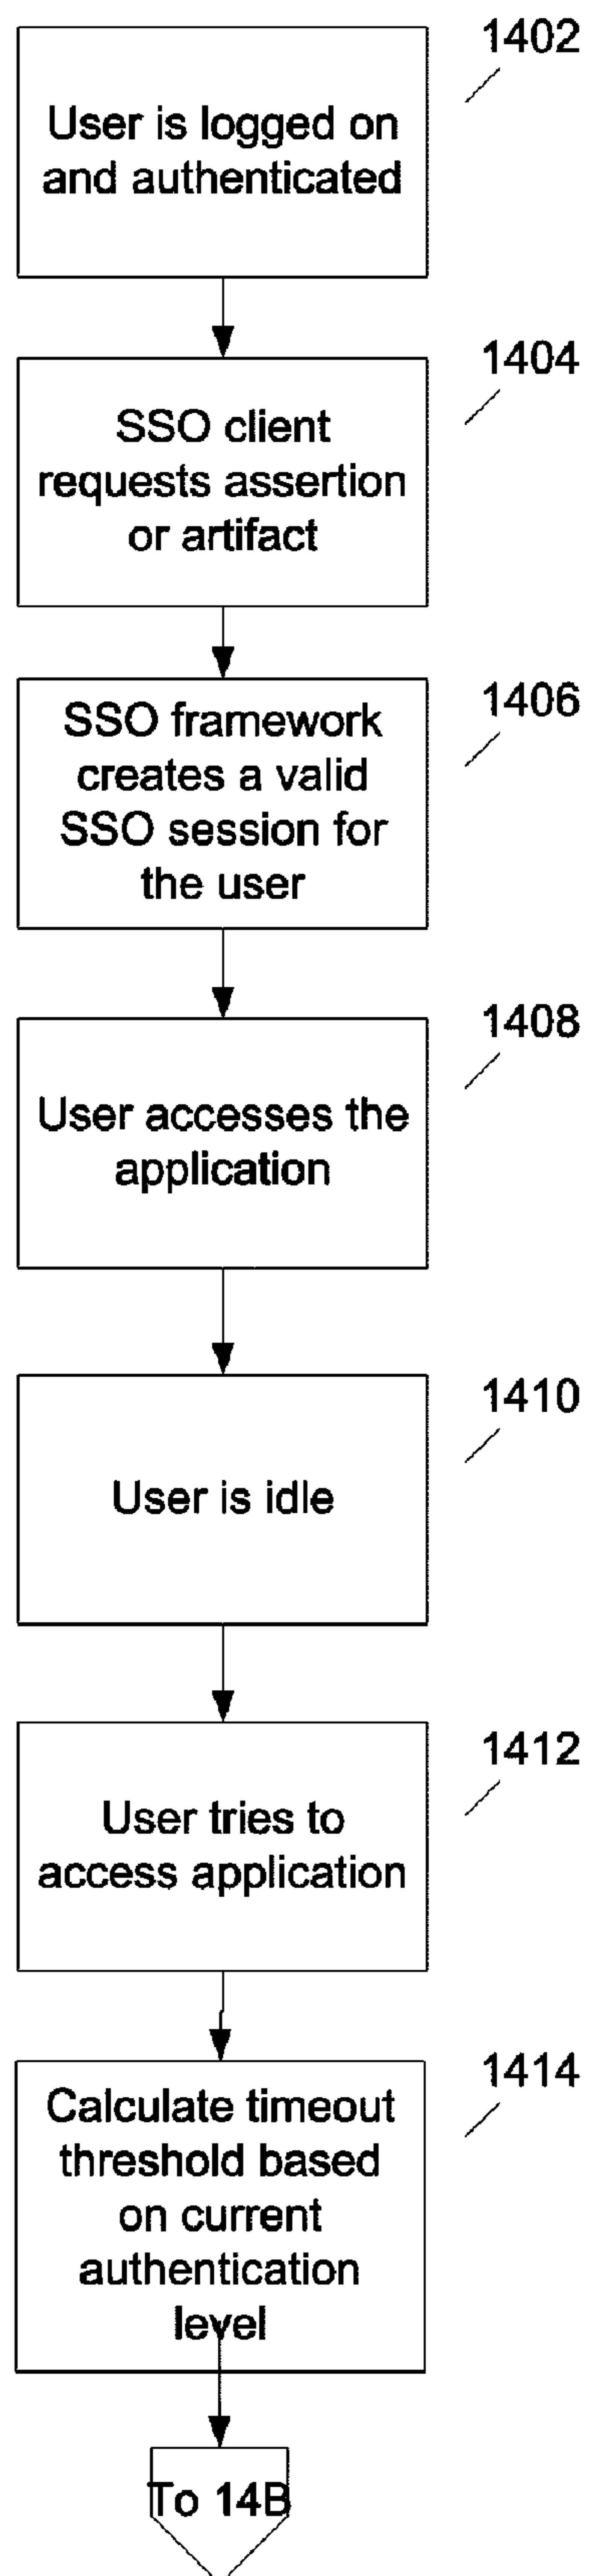 1402
User is logged on
and authenticated
1404
SSO client
requests assertion
or artifact
1406
SSO framework
creates a valid
SSO session for
the user
1408
User accesses the
application
1410
User is idle
1412
User tries to
access application
1414
Calculate timeout
threshold based
on current
authentication
level
To 14B